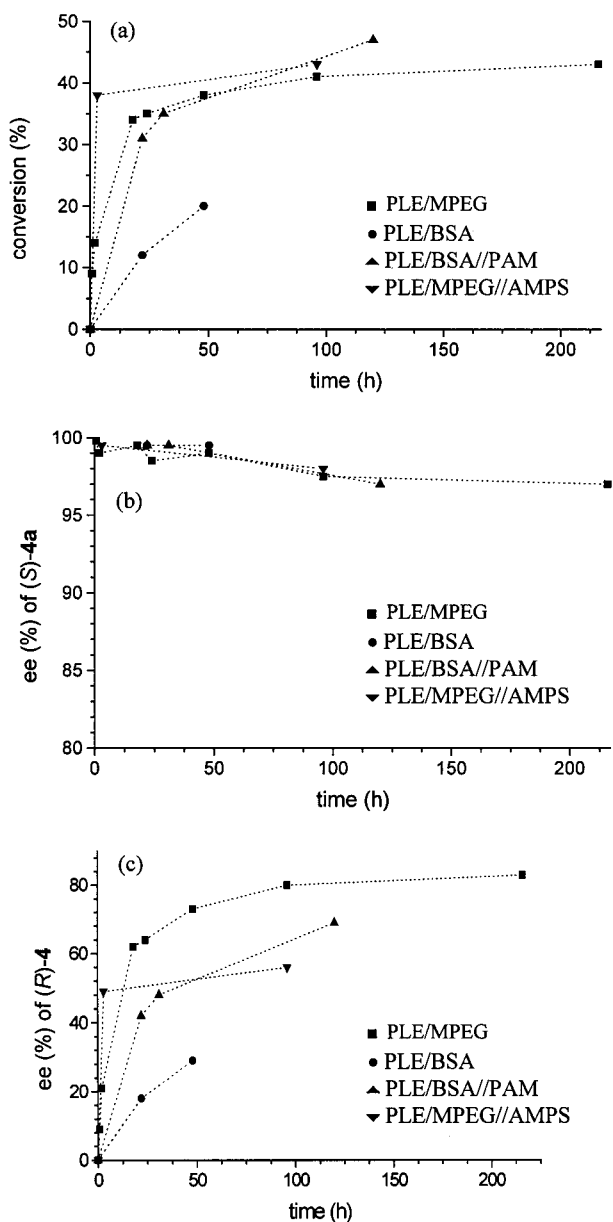 (a)
conversion (%)
50
40
30
20
10
0
PLE/MPEG
PLE/BSA
PLE/BSA//PAM
PLE/MPEG//AMPS
0
50
100
150
200
time (h)
(b)
ee (%) of (S)-4a
100
95
90
85
80
PLE/MPEG
PLE/BSA
PLE/BSA//PAM
PLE/MPEG//AMPS
0
50
100
150
200
time (h)
(c)
ee (%) of (R)-4
80
60
40
20
0
PLE/MPEG
PLE/BSA
PLE/BSA//PAM
PLE/MPEG//AMPS
0
50
100
150
200
time (h)